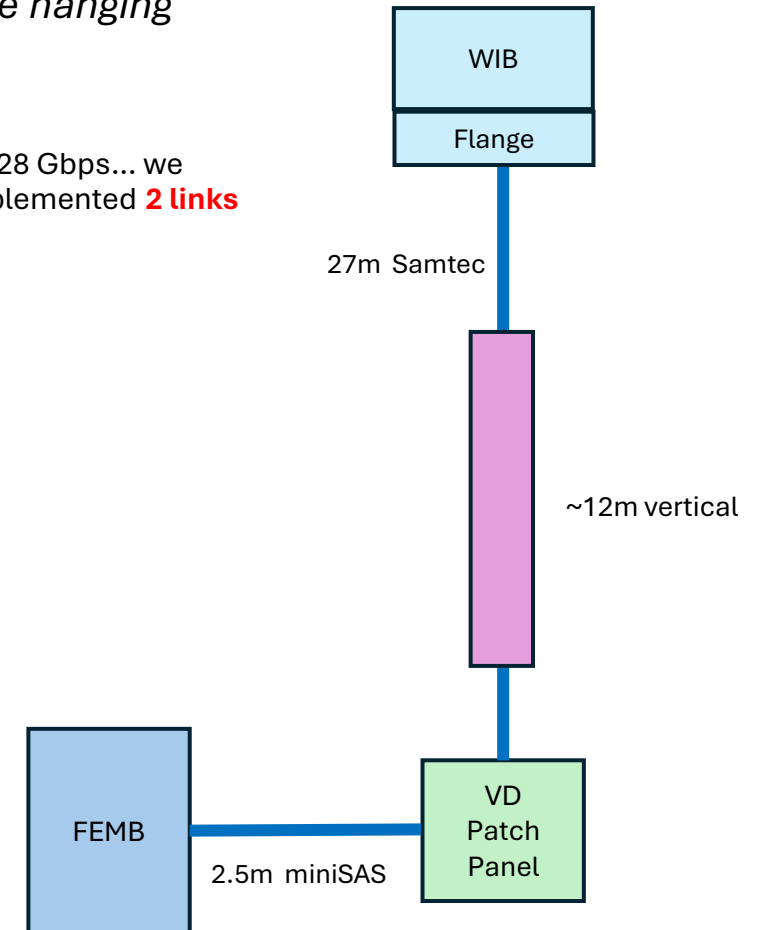 e hanging
WIB
Flange
28 Gbps... we
plemented 2 links
27m Samtec
~12m vertical
VD
Patch
Panel
FEMB
2.5m miniSAS